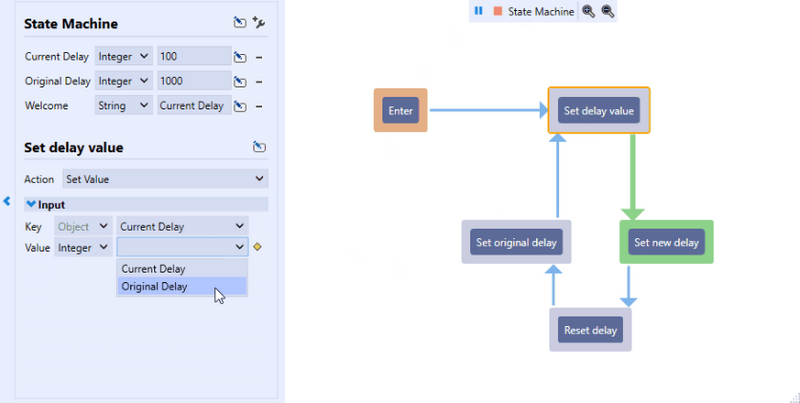 State Machine
Current Delay Integer 100
Original Delay Integer 1000
Welcome String Current Delay
Set delay value
Action Set Value
Input
Key Object Current Delay
Value Integer
Current Delay
Original Delay
State Machine
Enter
Set delay value
Set original delay
Set new delay
Reset delay